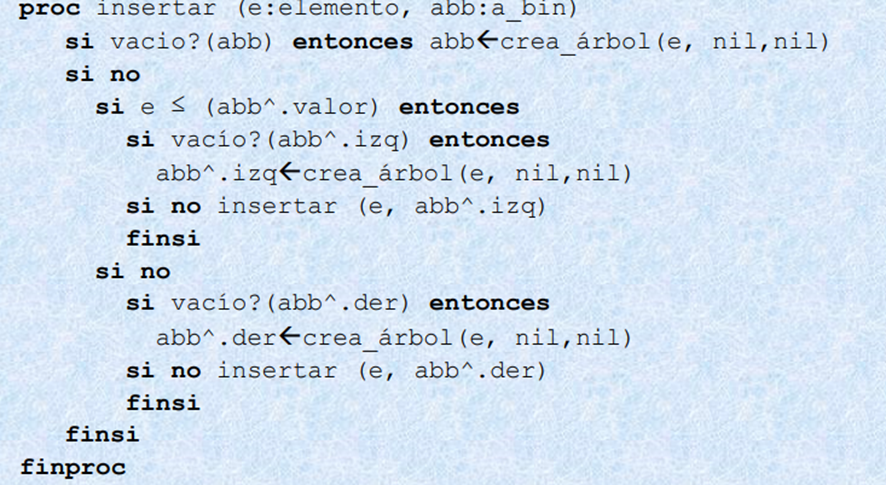 proc insertar (e:elemento, abb:a_bin)
si vacio?(abb) entonces abb←crea_árbol(e, nil,nil)
si no
si e ≤ (abb^.valor) entonces
si vacío?(abb^.izq) entonces
abb^.izq←crea_árbol(e, nil,nil)
si no insertar (e, abb^.izq)
finsi
si no
si vacío?(abb^.der) entonces
abb^.der←crea_árbol(e, nil,nil)
si no insertar (e, abb^.der)
finsi
finsi
finproc